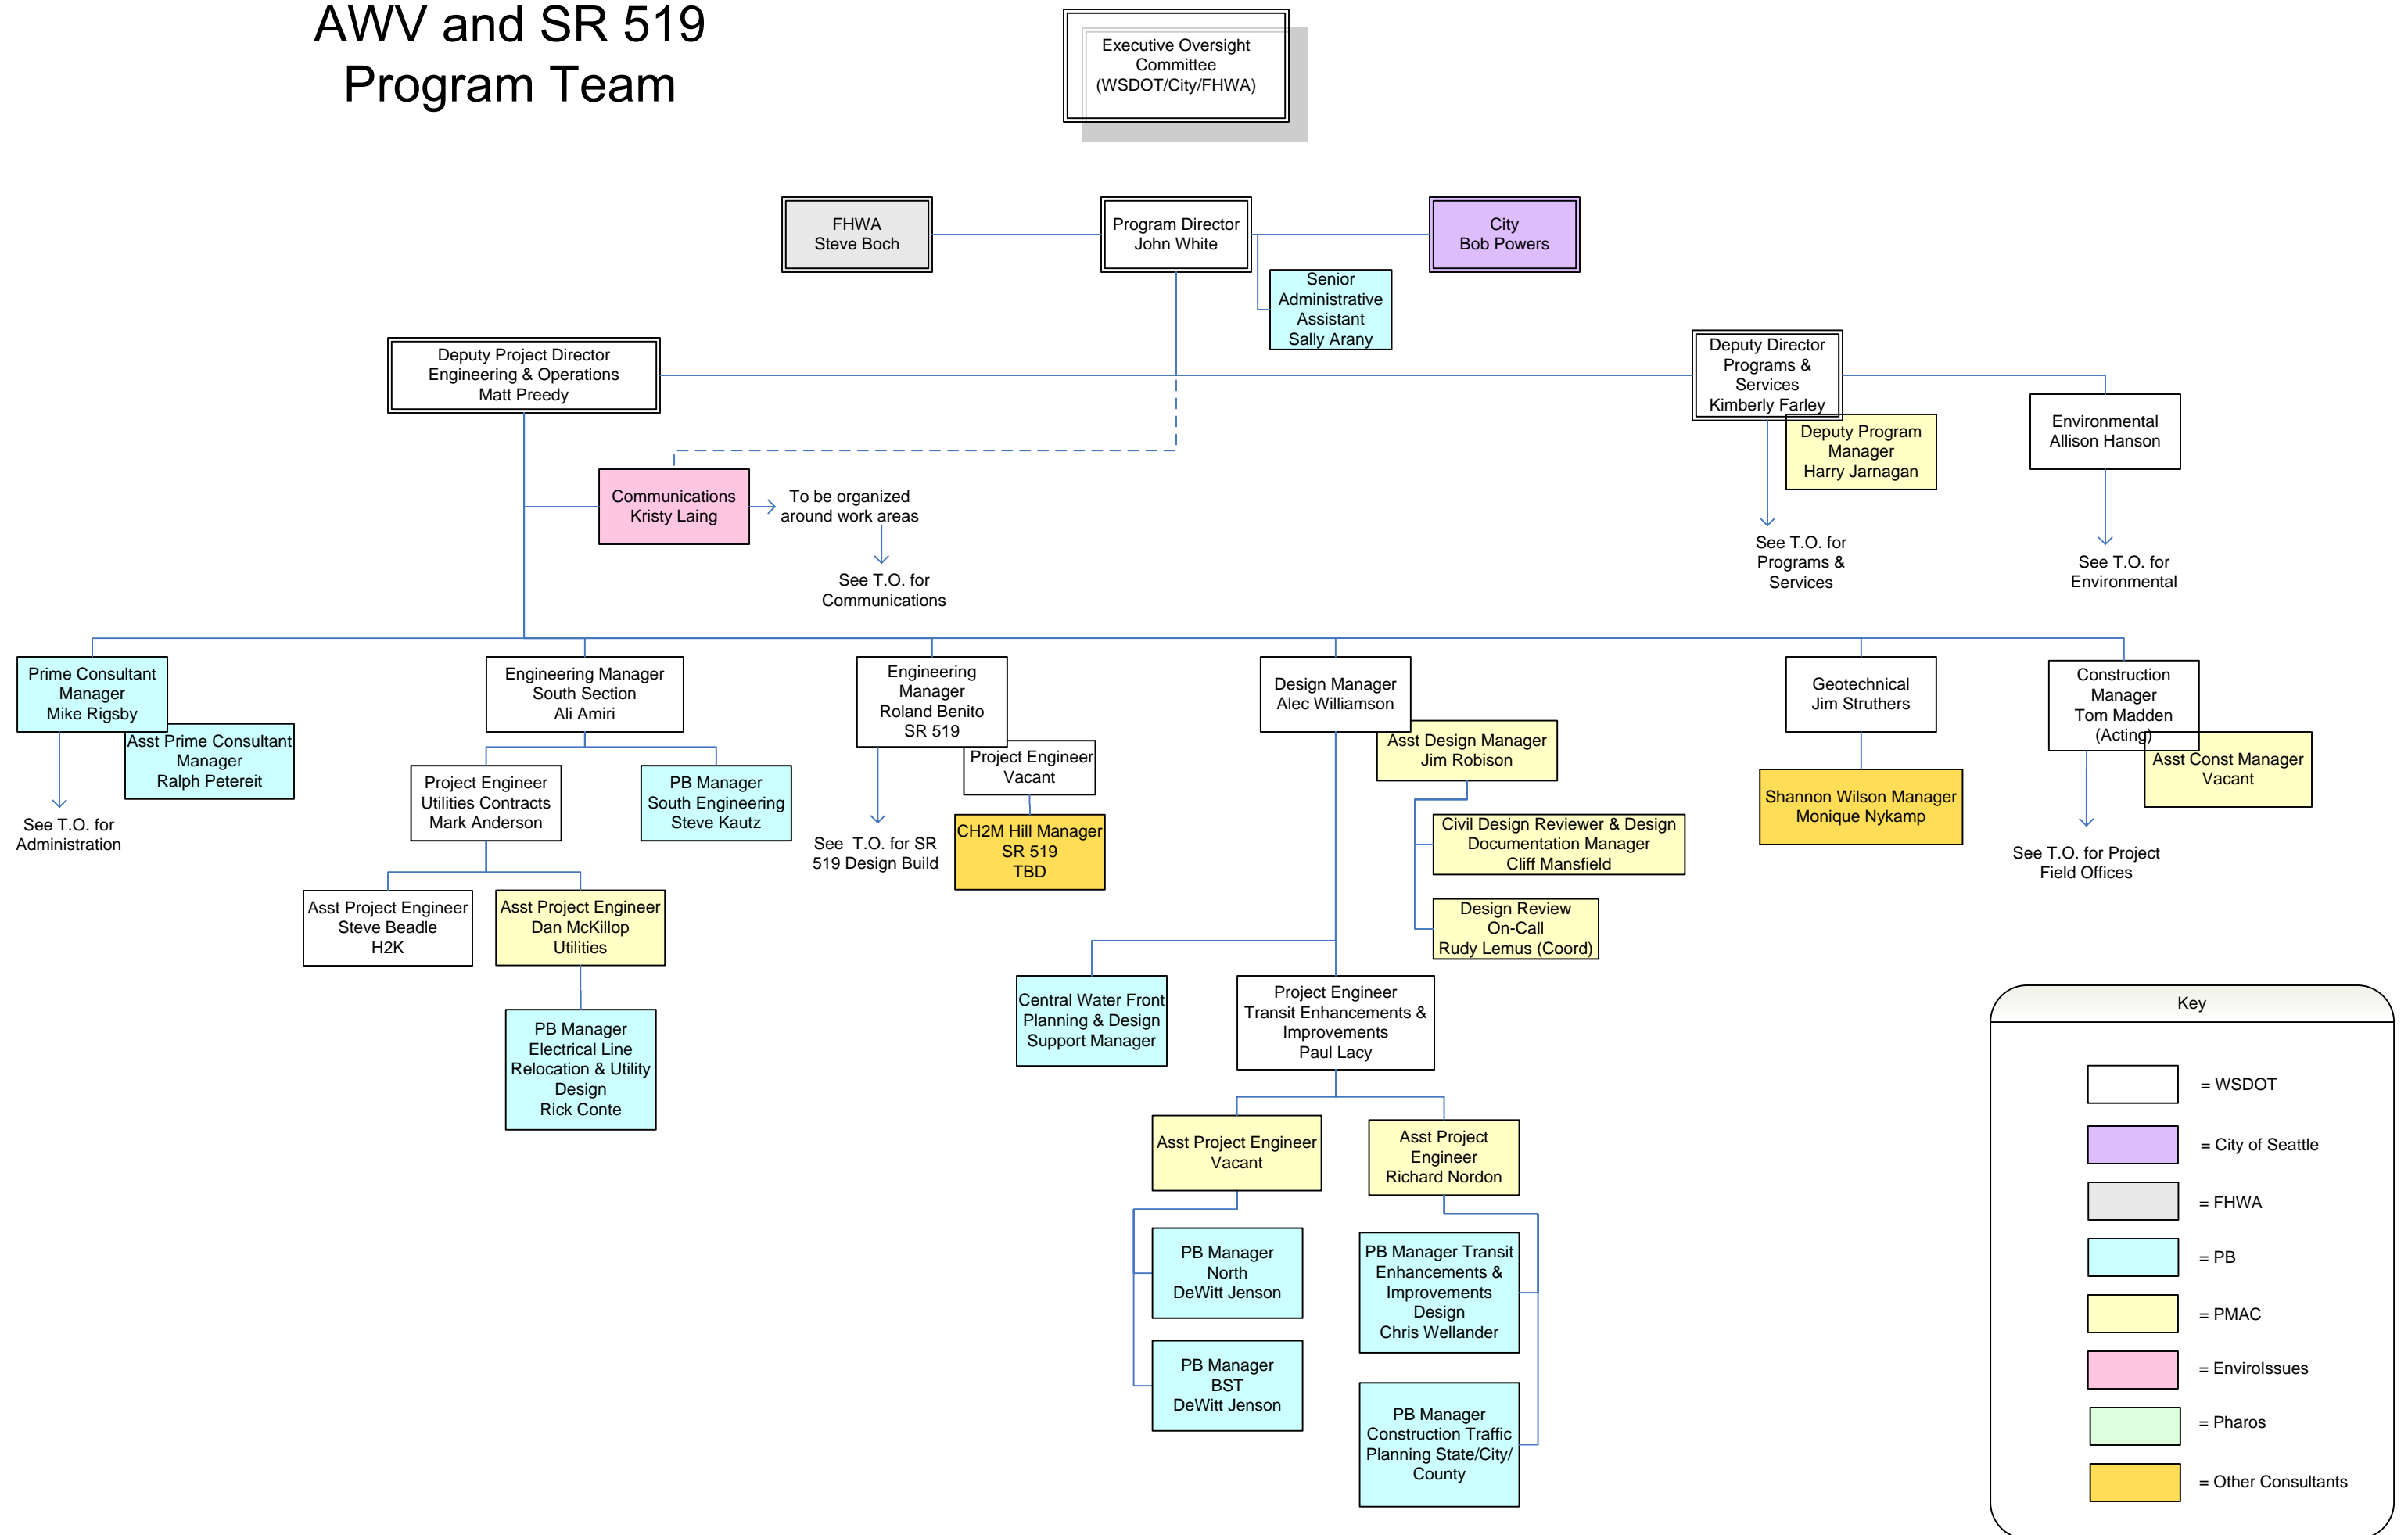 AWV and SR 519
Program Team
Executive Oversight
Committee
(WSDOT/City/FHWA)
FHWA
Steve Boch
Program Director
John White
City
Bob Powers
Senior
Administrative
Assistant
Sally Arany
Deputy Project Director
Engineering & Operations
Matt Preedy
Deputy Director
Programs &
Services
Kimberly Farley
Deputy Program
Manager
Harry Jarnagan
Environmental
Allison Hanson
Communications
Kristy Laing
To be organized
around work areas
See T.O. for
Communications
See T.O. for
Programs &
Services
See T.O. for
Environmental
Prime Consultant
Manager
Mike Rigsby
Asst Prime Consultant
Manager
Ralph Petereit
See T.O. for
Administration
Engineering Manager
South Section
Ali Amiri
Project Engineer
Utilities Contracts
Mark Anderson
PB Manager
South Engineering
Steve Kautz
Asst Project Engineer
Steve Beadle
H2K
Asst Project Engineer
Dan McKillop
Utilities
PB Manager
Electrical Line
Relocation & Utility
Design
Rick Conte
Engineering
Manager
Roland Benito
SR 519
Project Engineer
Vacant
See T.O. for SR
519 Design Build
CH2M Hill Manager
SR 519
TBD
Design Manager
Alec Williamson
Asst Design Manager
Jim Robison
Civil Design Reviewer & Design
Documentation Manager
Cliff Mansfield
Design Review
On-Call
Rudy Lemus (Coord)
Central Water Front
Planning & Design
Support Manager
Project Engineer
Transit Enhancements &
Improvements
Paul Lacy
Asst Project Engineer
Vacant
Asst Project
Engineer
Richard Nordon
PB Manager
North
DeWitt Jenson
PB Manager
BST
DeWitt Jenson
PB Manager Transit
Enhancements &
Improvements
Design
Chris Wellander
PB Manager
Construction Traffic
Planning State/City/
County
Geotechnical
Jim Struthers
Shannon Wilson Manager
Monique Nykamp
Construction
Manager
Tom Madden
(Acting)
Asst Const Manager
Vacant
See T.O. for Project
Field Offices
Key
= WSDOT
= City of Seattle
= FHWA
= PB
= PMAC
= EnviroIssues
= Pharos
= Other Consultants